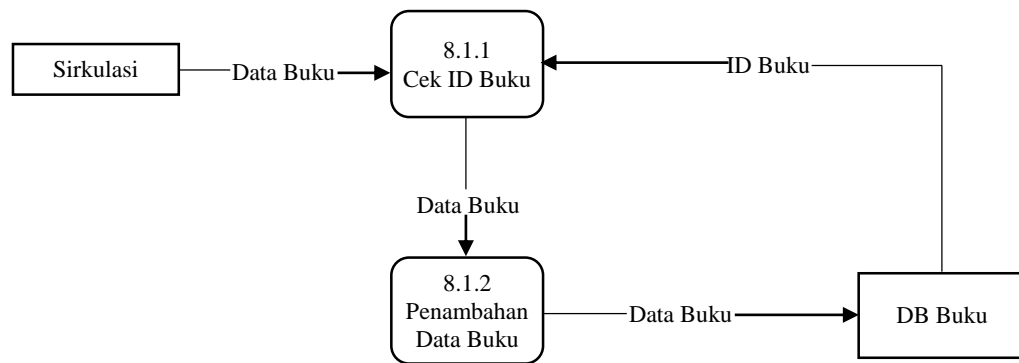 8.1.1
Cek ID Buku
Sirkulasi
Data Buku
ID Buku
Data Buku
8.1.2
Penambahan
Data Buku
Data Buku
DB Buku